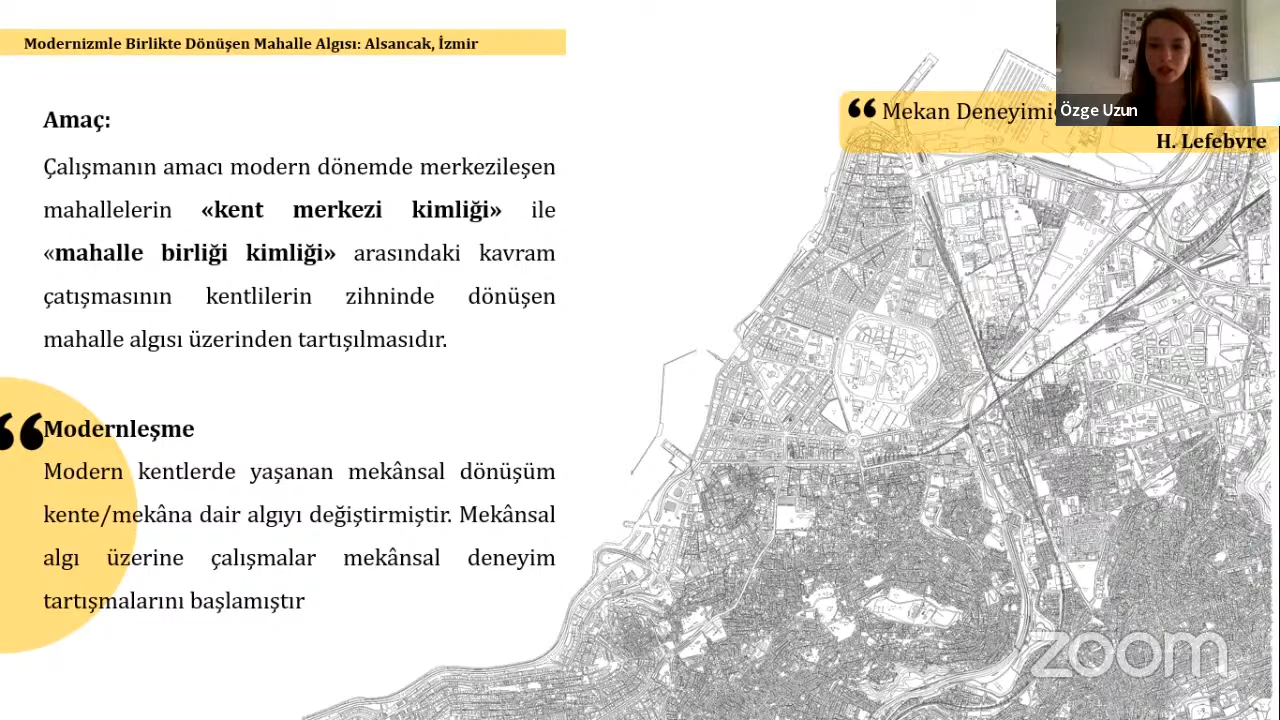 Modernizmle Birlikte Dönüşen Mahalle Algısı: Alsancak, İzmir
Amaç:
Çalışmanın amacı modern dönemde merkezileşen
mahallelerin «kent merkezi kimliği» ile
«mahalle birliği kimliği» arasındaki kavram
çatışmasının kentlilerin zihninde dönüşen
mahalle algısı üzerinden tartışılmasıdır.
Modernleşme
Modern kentlerde yaşanan mekânsal dönüşüm
kente/mekâna dair algıyı değiştirmiştir. Mekânsal
algı üzerine çalışmalar mekânsal deneyim
tartışmalarını başlamıştır
“ Mekan
H. Lefebvre
Özge Uzun
zoom